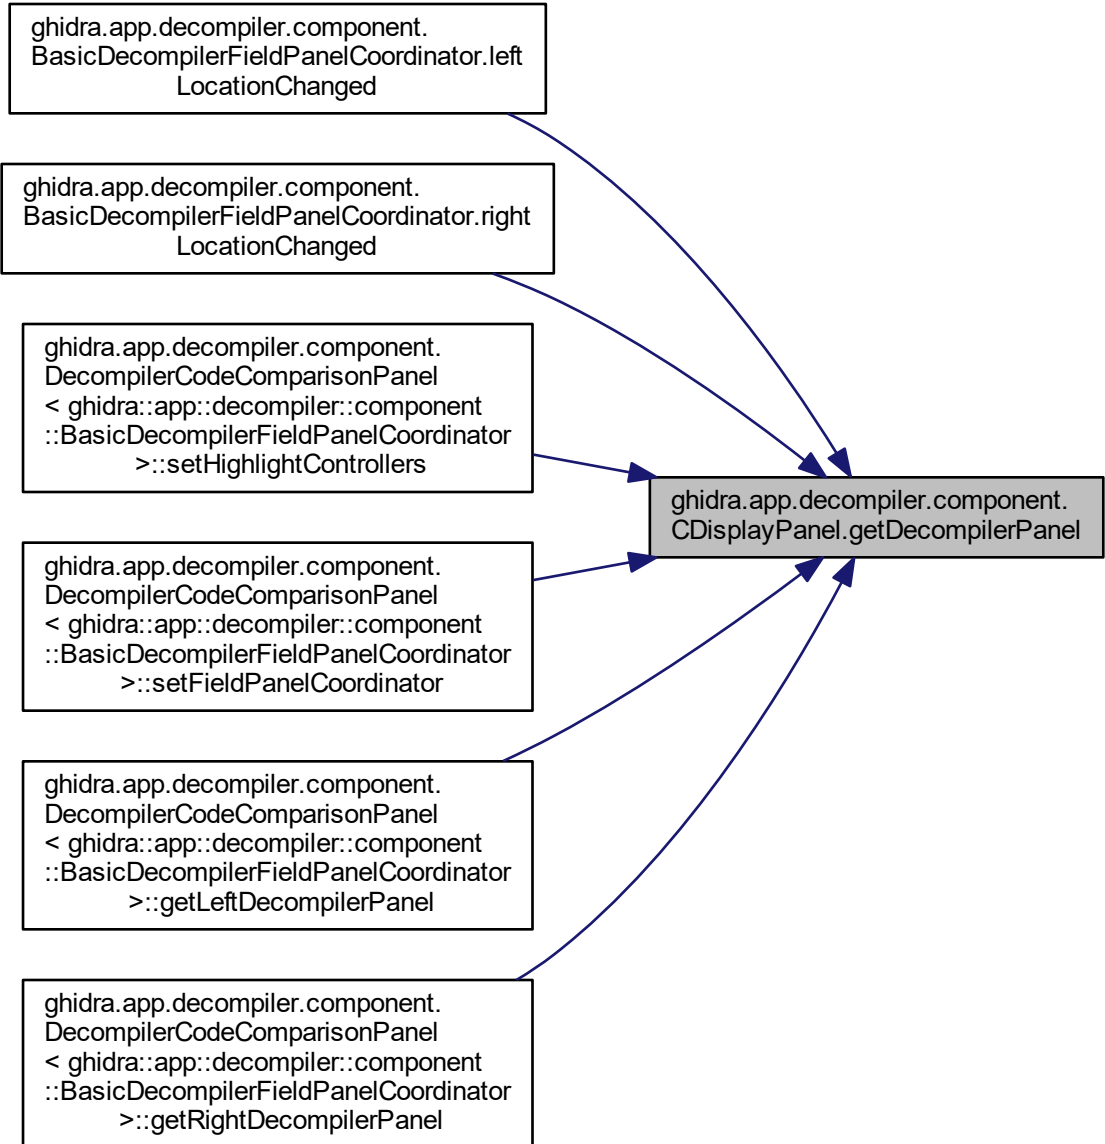 ghidra.app.decompiler.component.
BasicDecompilerFieldPanelCoordinator.left
LocationChanged
ghidra.app.decompiler.component.
BasicDecompilerFieldPanelCoordinator.right
LocationChanged
ghidra.app.decompiler.component.
DecompilerCodeComparisonPanel
< ghidra::app::decompiler::component
::BasicDecompilerFieldPanelCoordinator
>::setHighlightControllers
ghidra.app.decompiler.component.
CDisplayPanel.getDecompilerPanel
ghidra.app.decompiler.component.
DecompilerCodeComparisonPanel
< ghidra::app::decompiler::component
::BasicDecompilerFieldPanelCoordinator
>::setFieldPanelCoordinator
ghidra.app.decompiler.component.
DecompilerCodeComparisonPanel
< ghidra::app::decompiler::component
::BasicDecompilerFieldPanelCoordinator
>::getLeftDecompilerPanel
ghidra.app.decompiler.component.
DecompilerCodeComparisonPanel
< ghidra::app::decompiler::component
::BasicDecompilerFieldPanelCoordinator
>::getRightDecompilerPanel